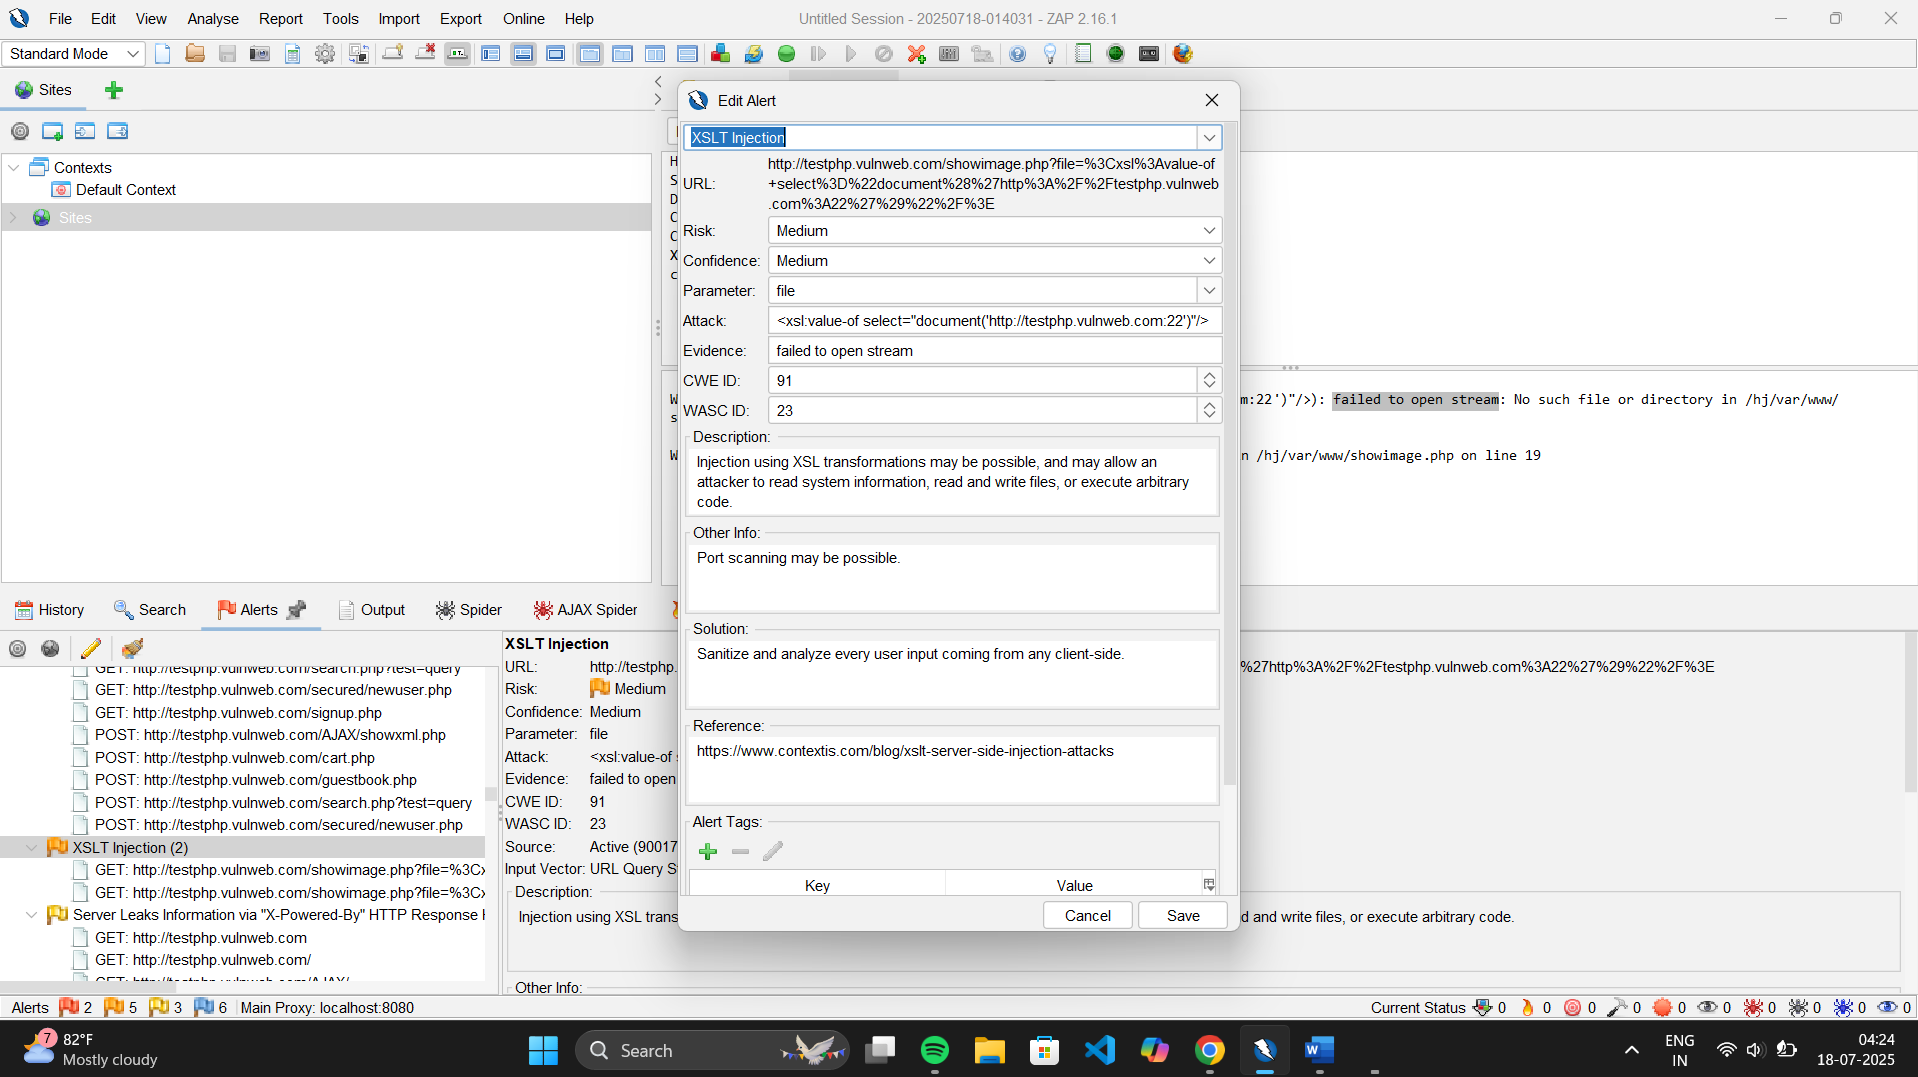 File Edit View Analyse Report Tools Import Export Online Help
Untitled Session - 20250718-014031 - ZAP 2.16.1
Standard Mode
Sites
Contexts
Default Context
Sites
Edit Alert
XSLT Injection
URL:
http://testphp.vulnweb.com/showimage.php?file=%3Cxsl%3Avalue-of
+select%3D%22document%28%27http%3A%2F%2Ftestphp.vulnweb
.com%3A22%27%29%22%2F%3E
Risk: Medium
Confidence: Medium
Parameter: file
Attack: <xsl:value-of select="document('http://testphp.vulnweb.com:22')"/>
Evidence: failed to open stream
CWE ID: 91
WASC ID: 23
Description:
Injection using XSL transformations may be possible, and may allow an
attacker to read system information, read and write files, or execute arbitrary
code.
Other Info:
Port scanning may be possible.
Solution:
Sanitize and analyze every user input coming from any client-side.
Reference:
https://www.contextis.com/blog/xslt-server-side-injection-attacks
Alert Tags:
Key Value
Cancel Save
m:22')"/>): failed to open stream: No such file or directory in /hj/var/www/
n /hj/var/www/showimage.php on line 19
History Search Alerts Output Spider AJAX Spider
GET: http://testphp.vulnweb.com/search.php?test=query
GET: http://testphp.vulnweb.com/secured/newuser.php
GET: http://testphp.vulnweb.com/signup.php
POST: http://testphp.vulnweb.com/AJAX/showxml.php
POST: http://testphp.vulnweb.com/cart.php
POST: http://testphp.vulnweb.com/guestbook.php
POST: http://testphp.vulnweb.com/search.php?test=query
POST: http://testphp.vulnweb.com/secured/newuser.php
XSLT Injection (2)
GET: http://testphp.vulnweb.com/showimage.php?file=%3Cx
GET: http://testphp.vulnweb.com/showimage.php?file=%3Cx
Server Leaks Information via "X-Powered-By" HTTP Response
GET: http://testphp.vulnweb.com
GET: http://testphp.vulnweb.com/
GET: http://testphp.vulnweb.com/AJAX/
XSLT Injection
URL: http://testphp. %27http%3A%2F%2Ftestphp.vulnweb.com%3A22%27%29%22%2F%3E
Risk: Medium
Confidence: Medium
Parameter: file
Attack: <xsl:value-of
Evidence: failed to open
CWE ID: 91
WASC ID: 23
Source: Active (90017
Input Vector: URL Query S
Description:
Injection using XSL trans d and write files, or execute arbitrary code.
Other Info:
Alerts 2 5 3 6 Main Proxy: localhost:8080
Current Status 0 0 0 0 0 0 0 0 0 0
7
82°F
Mostly cloudy
Search
ENG
IN
04:24
18-07-2025